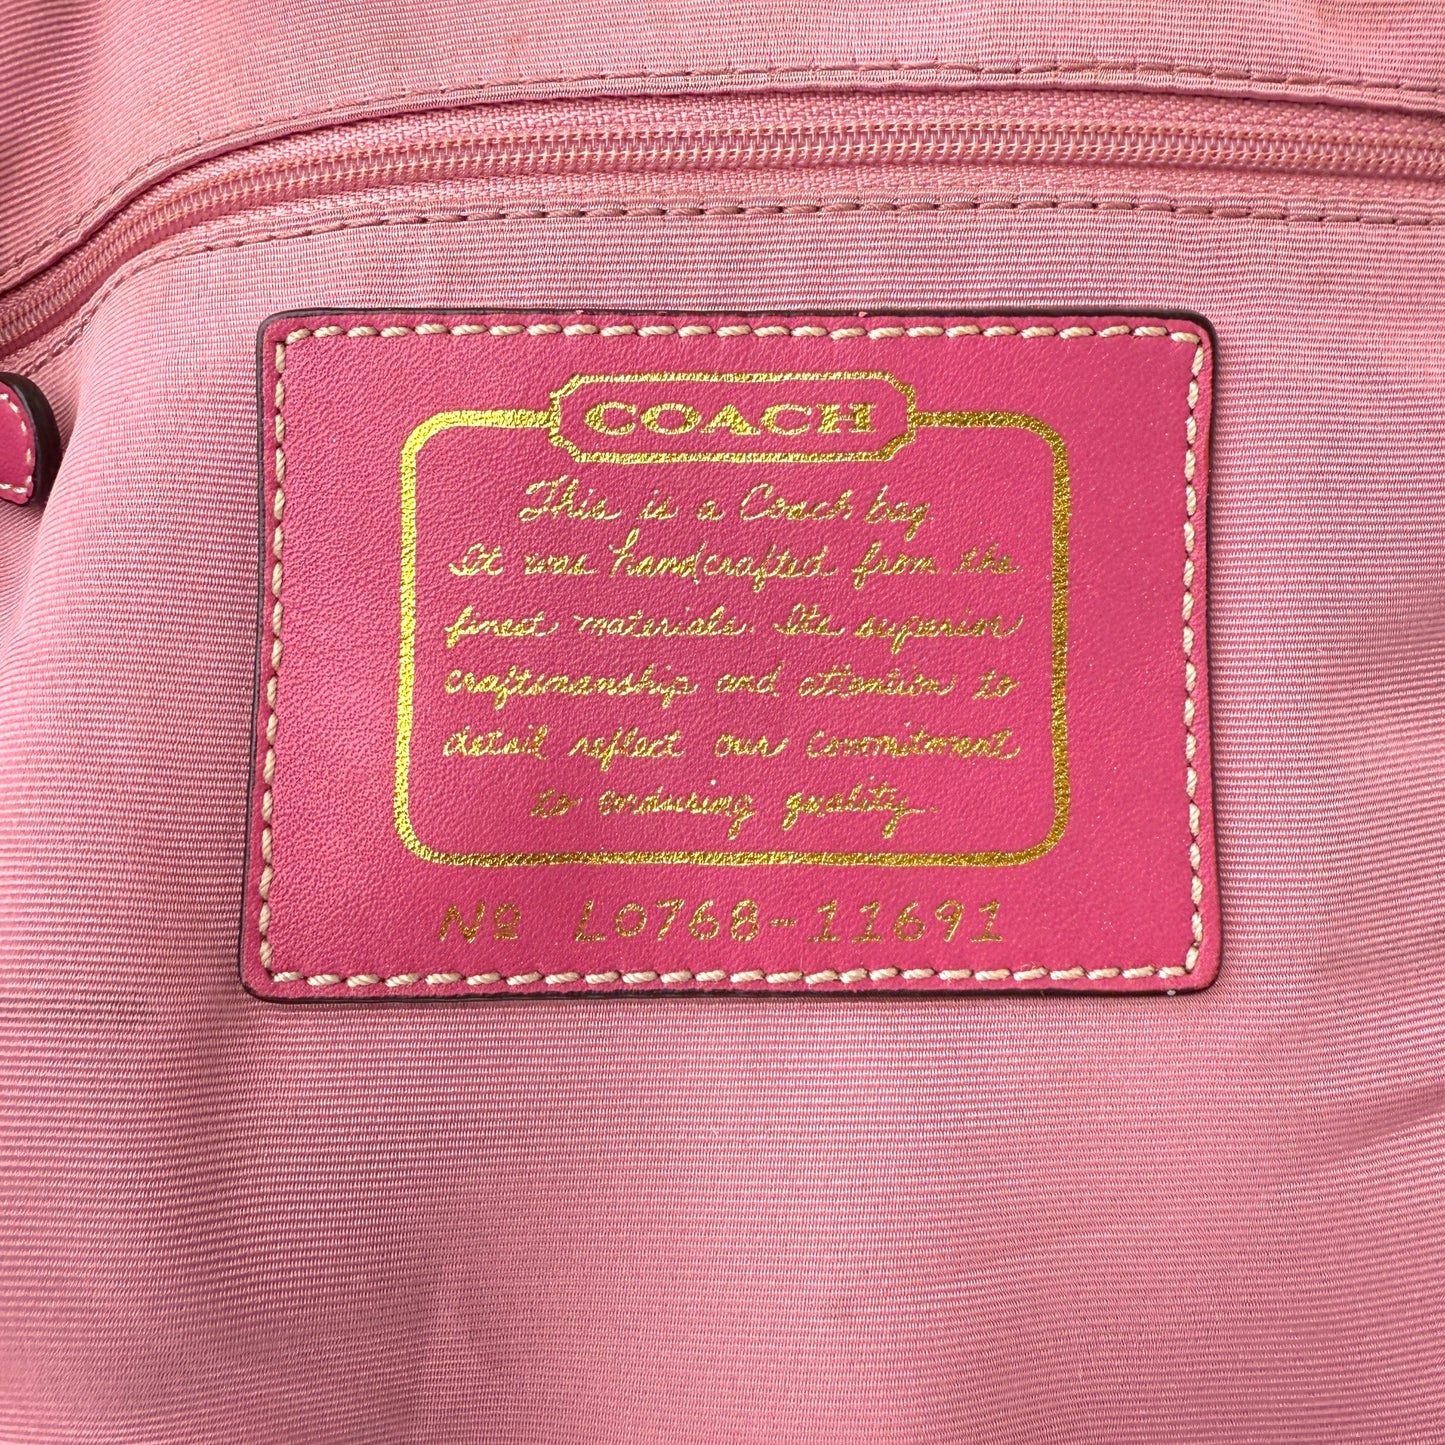 COACH
This is a Coach bag.
It was handcrafted from the
finest materials. Its superior
craftsmanship and attention to
detail reflect our commitment
to enduring quality.
Nº L0768-11691